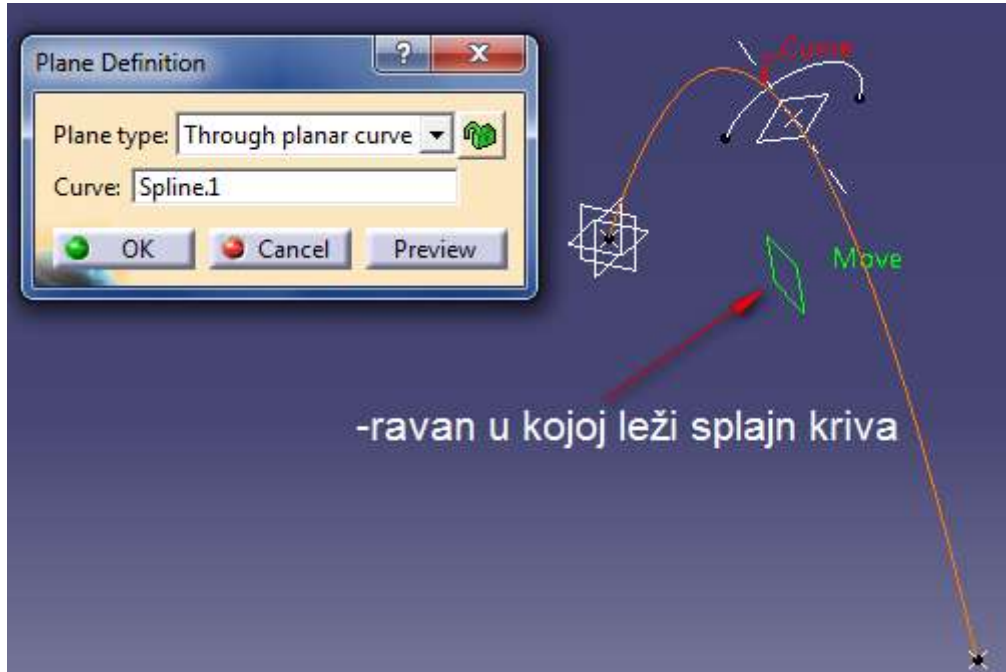 Plane Definition
?
X
Plane type: Through planar curve
Curve: Spline.1
OK Cancel Preview
Curve
Move
-ravan u kojoj leži splajn kriva